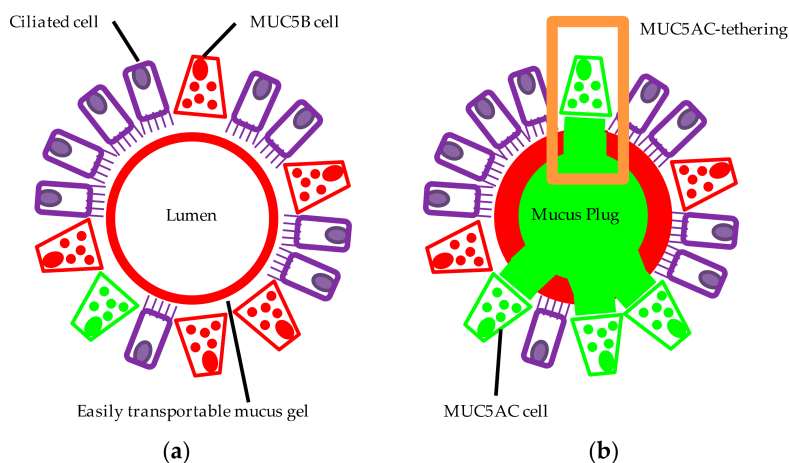 Ciliated cell
MUC5B cell
Lumen
Easily transportable mucus gel
(a)
MUC5AC-tethering
Mucus Plug
MUC5AC cell
(b)